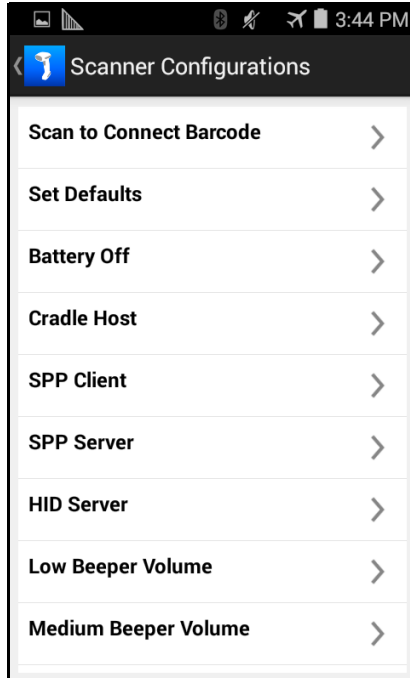 3:44 PM
Scanner Configurations
Scan to Connect Barcode
Set Defaults
Battery Off
Cradle Host
SPP Client
SPP Server
HID Server
Low Beeper Volume
Medium Beeper Volume